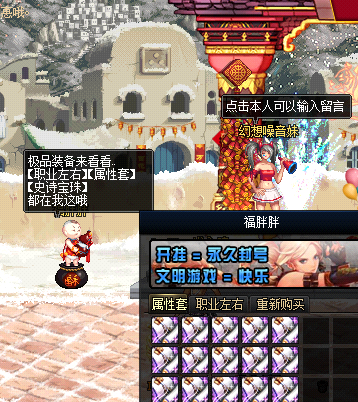 惠哦。
点击本人可以输入留言
幻想噪音妹
极品装备来看看..
【职业左右】【属性套】
【史诗宝珠】
都在我这哦
福胖胖
开挂 = 永久封号
文明游戏 = 快乐
属性套 职业左右 重新购买